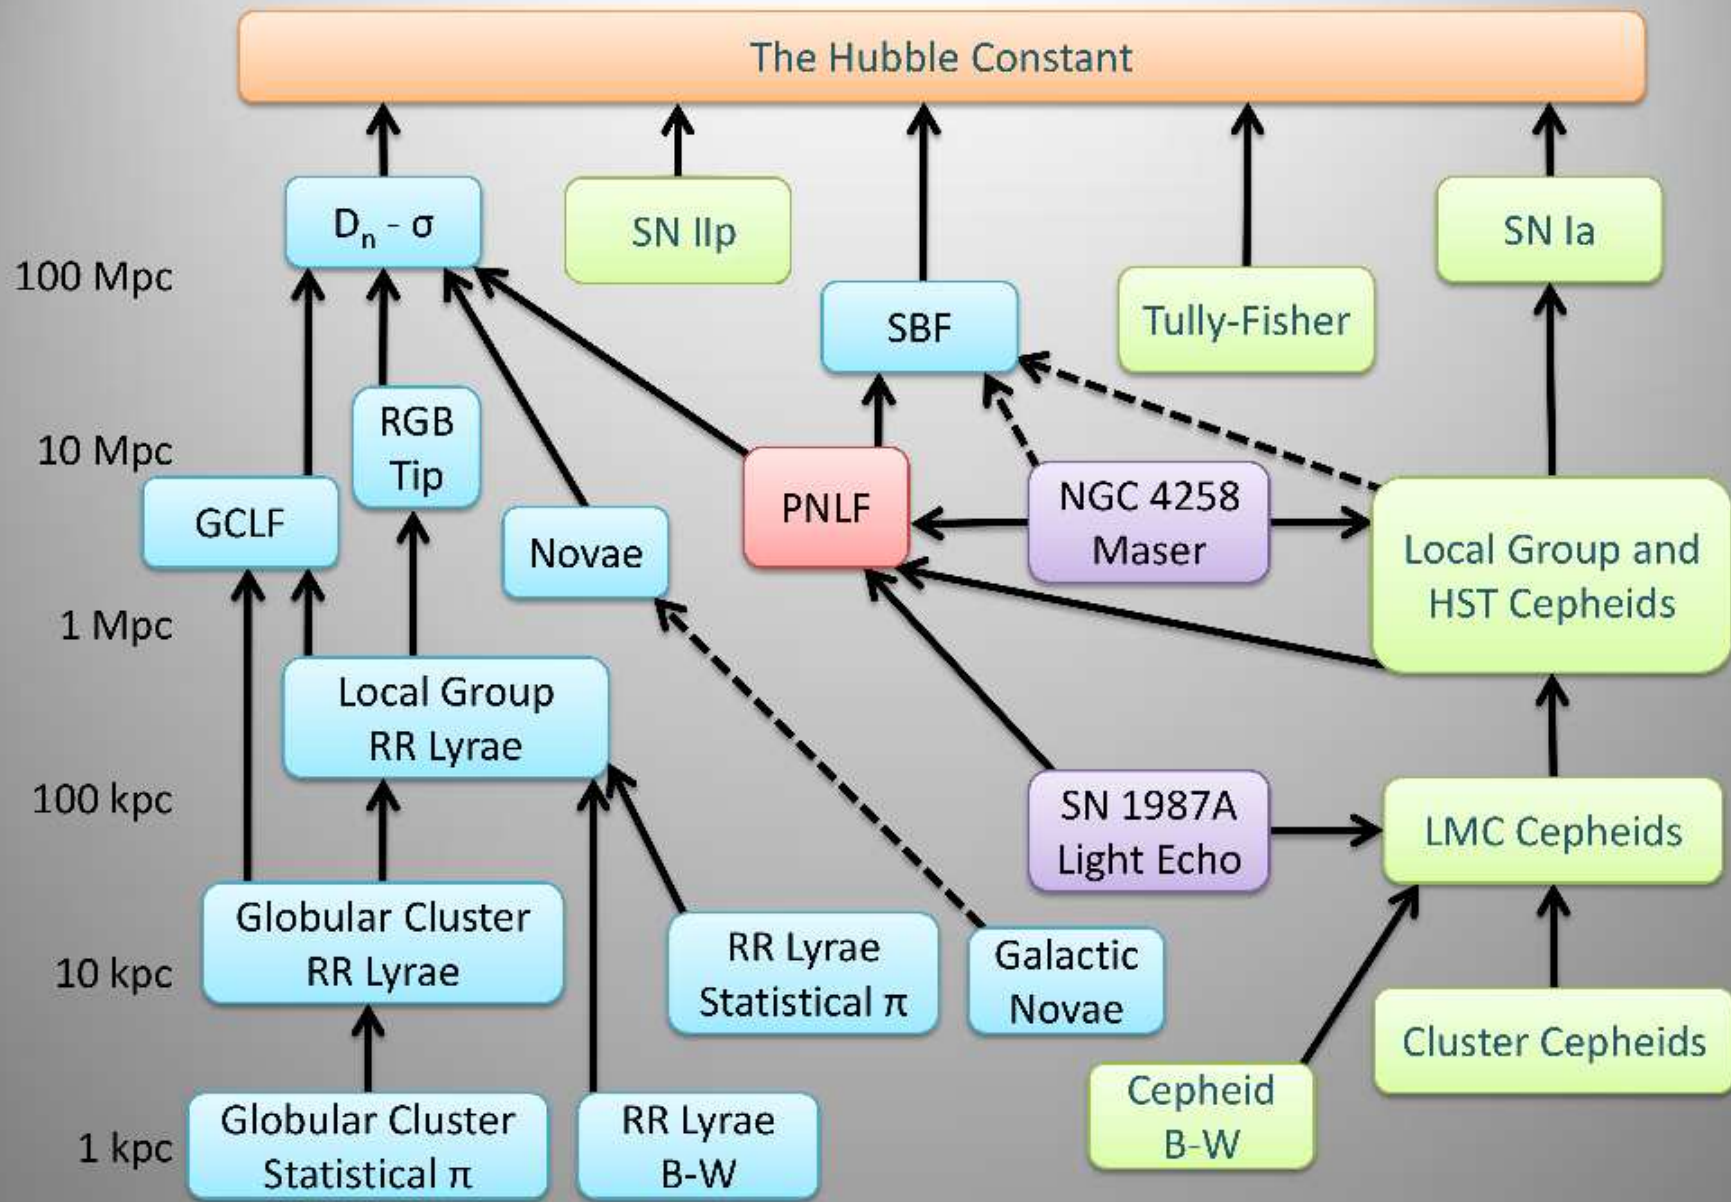 The Hubble Constant
Dn - σ
SN IIp
SN Ia
100 Mpc
SBF
Tully-Fisher
RGB
Tip
10 Mpc
GCLF
Novae
PNLF
NGC 4258
Maser
Local Group and
HST Cepheids
1 Mpc
Local Group
RR Lyrae
100 kpc
SN 1987A
Light Echo
LMC Cepheids
Globular Cluster
RR Lyrae
10 kpc
RR Lyrae
Statistical π
Galactic
Novae
Cluster Cepheids
Cepheid
B-W
1 kpc
Globular Cluster
Statistical π
RR Lyrae
B-W